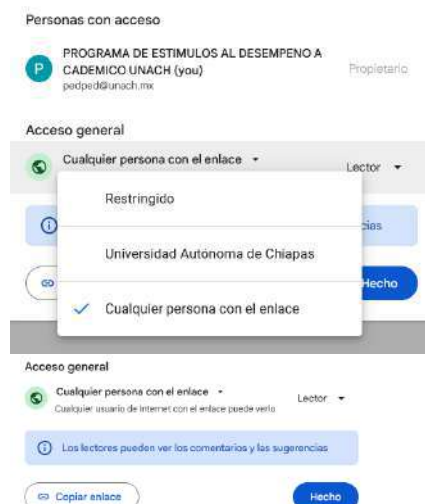 Personas con acceso
P
PROGRAMA DE ESTIMULOS AL DESEMPENO A
CADEMICO UNACH (you)
pedped@unach.mx
Propietario
Acceso general
Cualquier persona con el enlace
Lector
Restringido
Universidad Autónoma de Chiapas
Cualquier persona con el enlace
Hecho
Acceso general
Cualquier persona con el enlace
Cualquier usuario de Internet con el enlace puede verlo
Lector
Los lectores pueden ver los comentarios y las sugerencias
Copiar enlace
Hecho